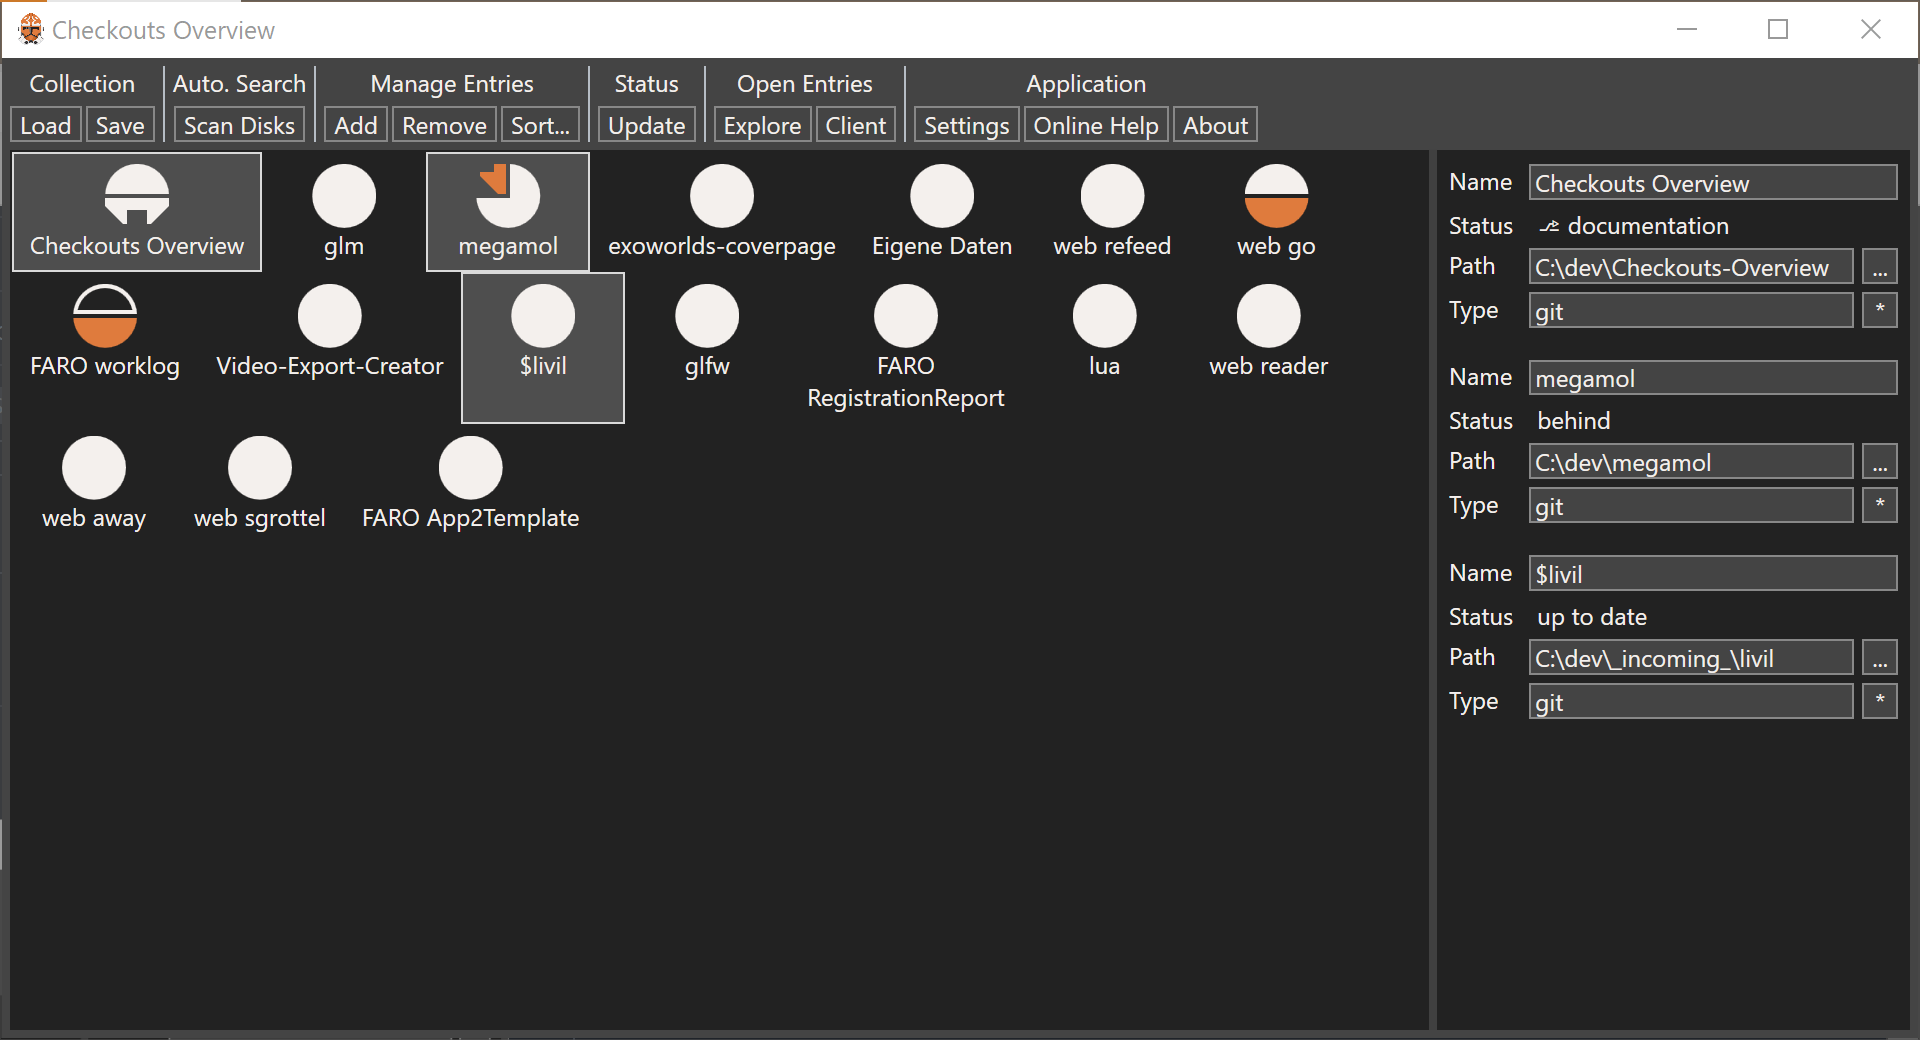 Checkouts Overview
Collection Auto. Search Manage Entries Status Open Entries Application
Load Save Scan Disks Add Remove Sort... Update Explore Client Settings Online Help About
Checkouts Overview glm megamol exoworlds-coverpage Eigene Daten web refeed web go
FARO worklog Video-Export-Creator $livil glfw FARO RegistrationReport lua web reader
web away web sgrottel FARO App2Template
Name Checkouts Overview
Status documentation
Path C:\dev\Checkouts-Overview ...
Type git *
Name megamol
Status behind
Path C:\dev\megamol ...
Type git *
Name $livil
Status up to date
Path C:\dev\_incoming_\livil ...
Type git *